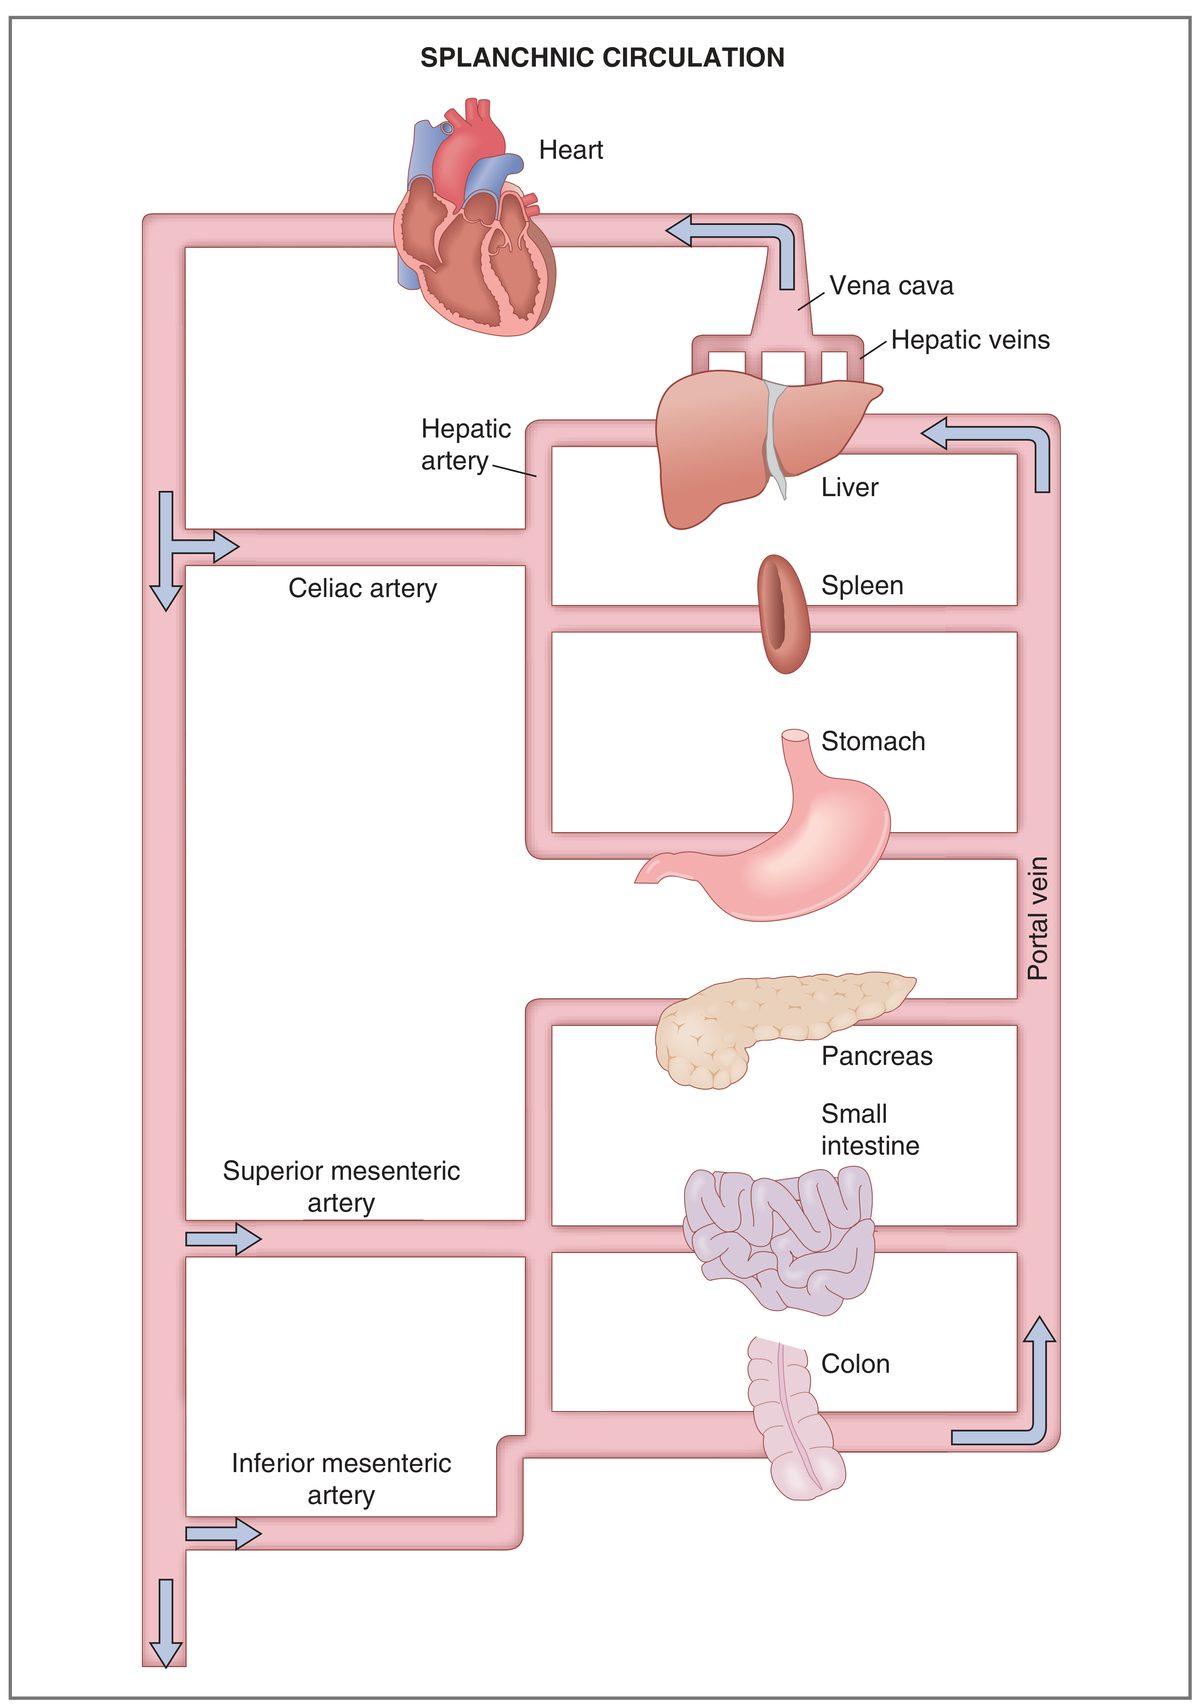 SPLANCHNIC CIRCULATION
Heart
Vena cava
Hepatic veins
Hepatic
artery
Liver
Spleen
Celiac artery
Stomach
Portal vein
Pancreas
Small
intestine
Superior mesenteric
artery
Colon
Inferior mesenteric
artery